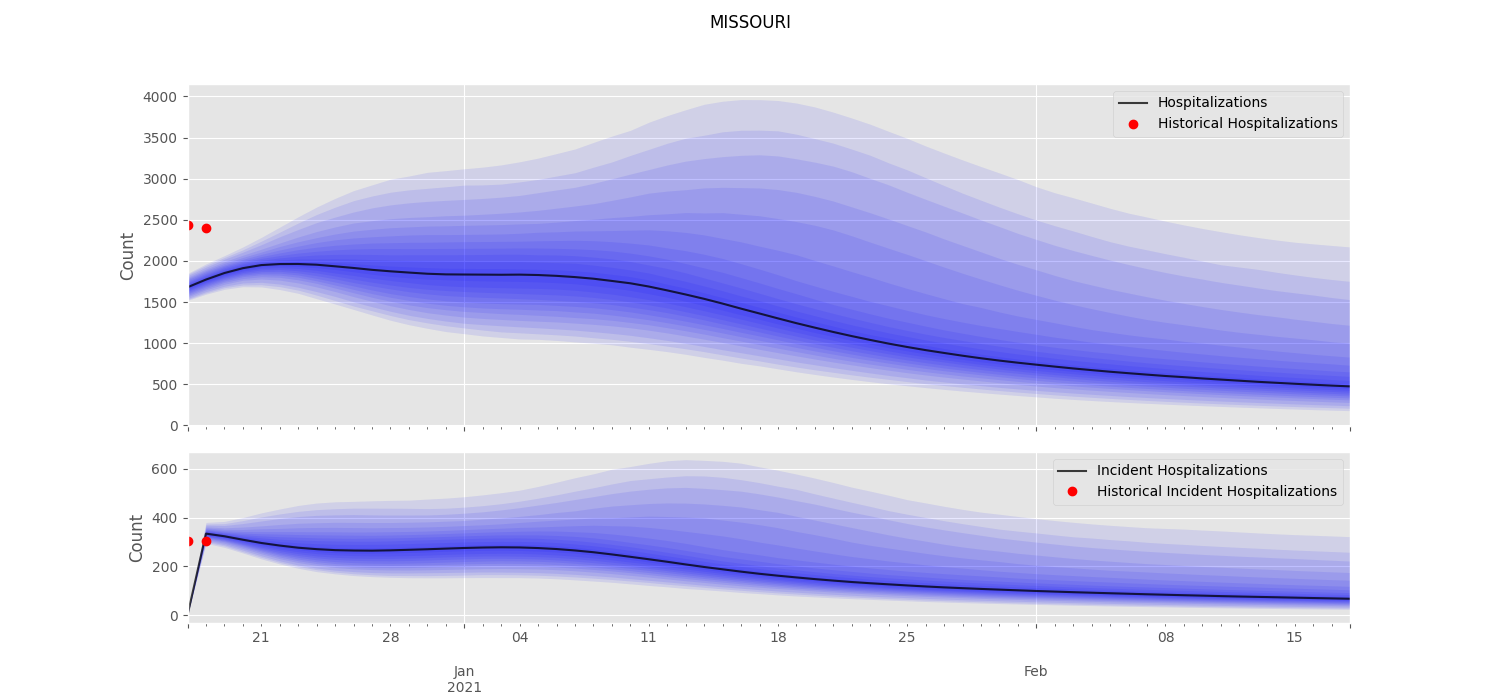 MISSOURI
4000
3500
3000
2500
2000
1500
1000
500
0
Count
Hospitalizations
Historical Hospitalizations
600
400
200
0
Count
Incident Hospitalizations
Historical Incident Hospitalizations
21
28
04
11
18
25
08
15
Jan
2021
Feb